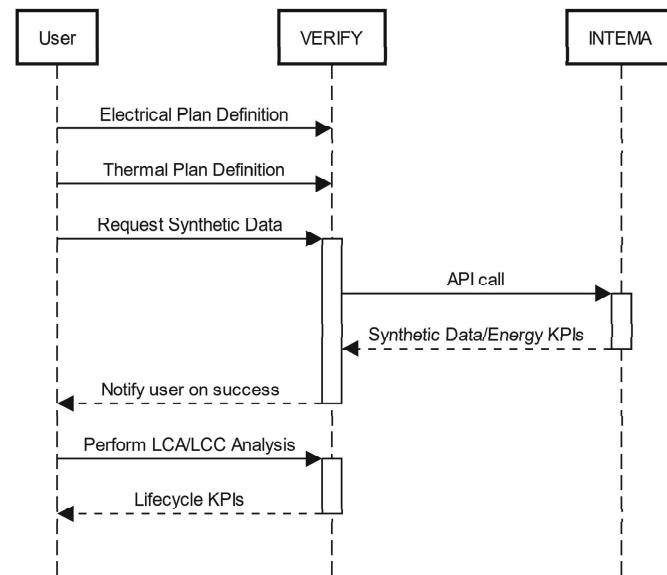 User
VERIFY
INTEMA
Electrical Plan Definition
Thermal Plan Definition
Request Synthetic Data
API call
Synthetic Data/Energy KPIs
Notify user on success
Perform LCA/LCC Analysis
Lifecycle KPIs